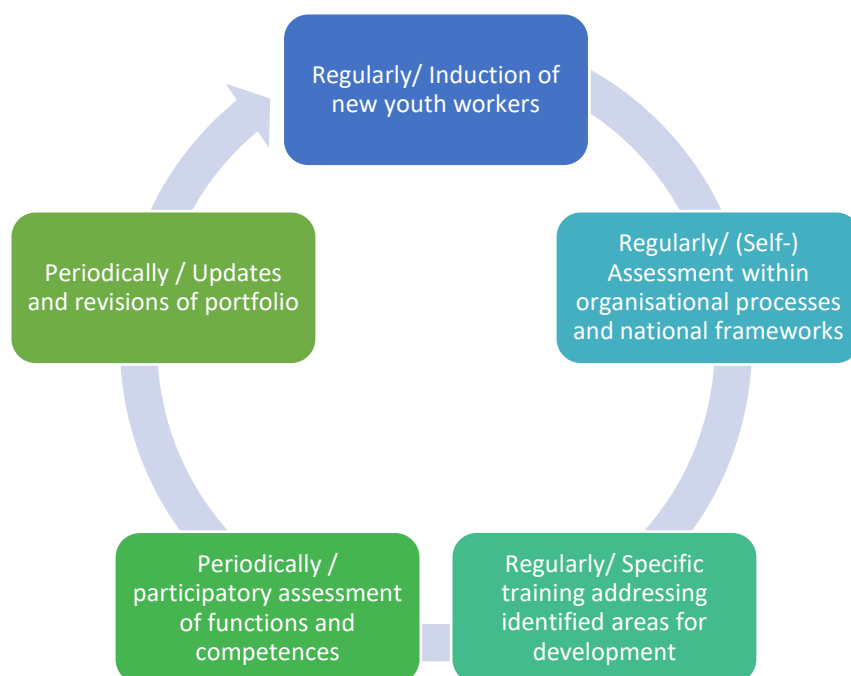 Regularly/ Induction of
new youth workers
Regularly/ (Self-)
Assessment within
organisational processes
and national frameworks
Regularly/ Specific
training addressing
identified areas for
development
Periodically /
participatory assessment
of functions and
competences
Periodically / Updates
and revisions of portfolio